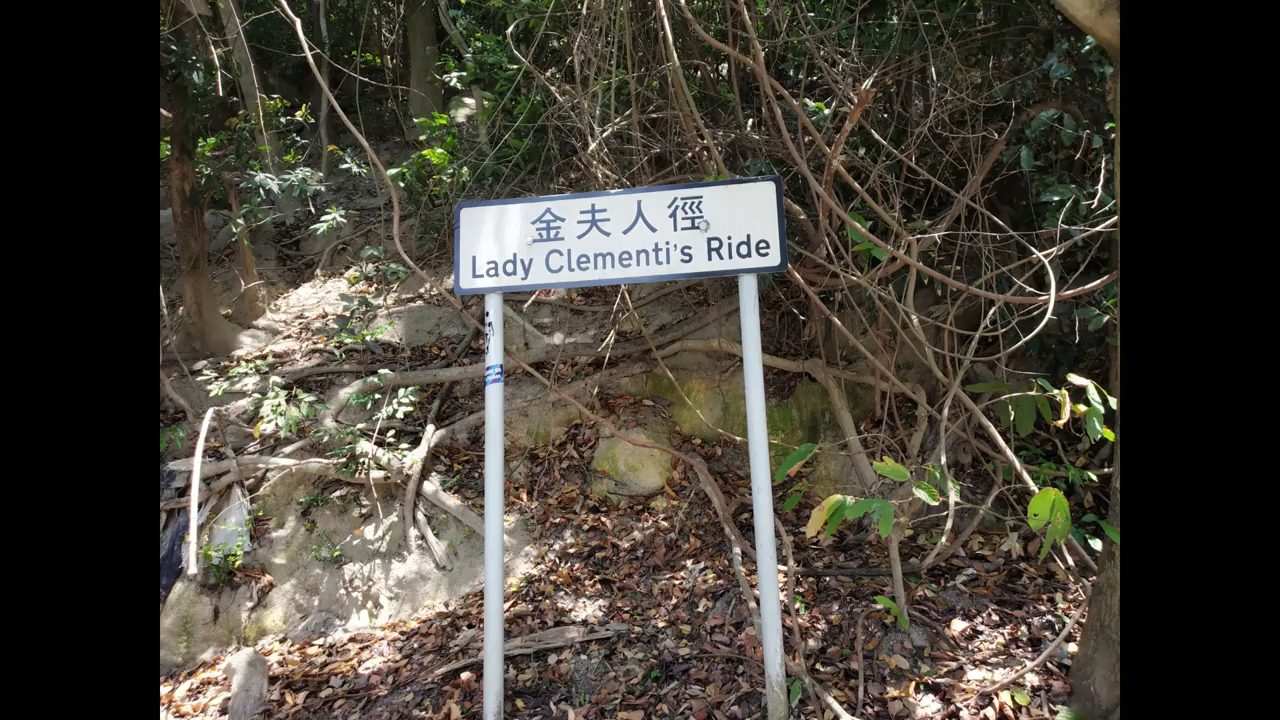 金夫人徑
Lady Clementi's Ride